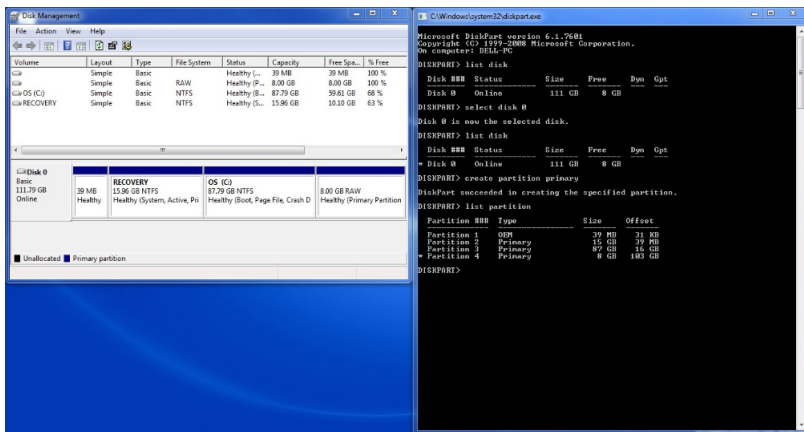 Disk Management
File Action View Help
Volume Layout Type File System Status Capacity Free Spa... % Free
Simple Basic Healthy (... 39 MB 39 MB 100 %
Simple Basic RAW Healthy (P... 8.00 GB 8.00 GB 100 %
OS (C:) Simple Basic NTFS Healthy (B... 87.79 GB 59.61 GB 68 %
RECOVERY Simple Basic NTFS Healthy (S... 15.96 GB 10.10 GB 63 %
Disk 0
Basic
111.79 GB
Online
39 MB
Healthy
RECOVERY
15.96 GB NTFS
Healthy (System, Active, Pri
OS (C:)
87.79 GB NTFS
Healthy (Boot, Page File, Crash D
8.00 GB RAW
Healthy (Primary Partition
Unallocated Primary partition
C:\Windows\system32\diskpart.exe
Microsoft DiskPart version 6.1.7601
Copyright (C) 1999-2008 Microsoft Corporation.
On computer: DELL-PC
DISKPART> list disk
Disk ### Status Size Free Dyn Gpt
Disk 0 Online 111 GB 8 GB
DISKPART> select disk 0
Disk 0 is now the selected disk.
DISKPART> list disk
Disk ### Status Size Free Dyn Gpt
* Disk 0 Online 111 GB 8 GB
DISKPART> create partition primary
DiskPart succeeded in creating the specified partition.
DISKPART> list partition
Partition ### Type Size Offset
Partition 1 OEM 39 MB 31 KB
Partition 2 Primary 15 GB 39 MB
Partition 3 Primary 87 GB 16 GB
* Partition 4 Primary 8 GB 103 GB
DISKPART>